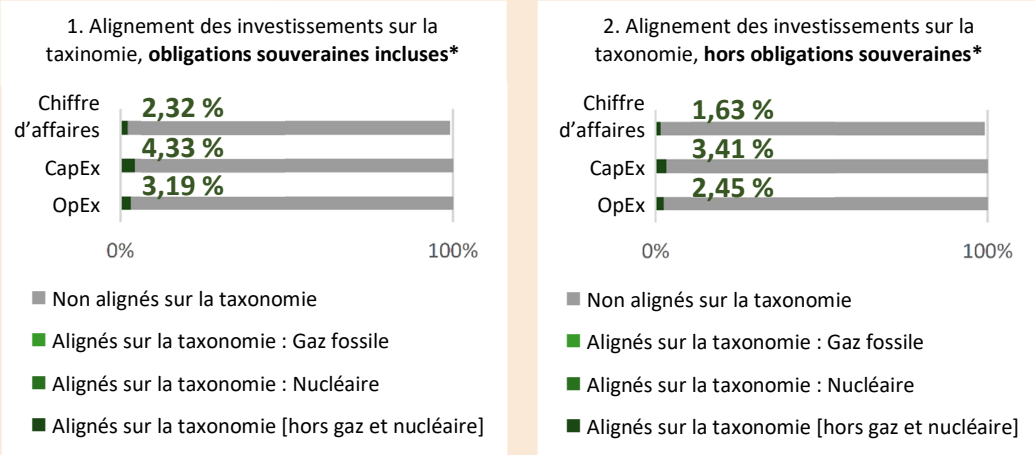 1. Alignement des investissements sur la
taxinomie, obligations souveraines incluses*
Chiffre
d'affaires
2,32 %
CapEx
4,33 %
OpEx
3,19 %
0%
100%
Non alignés sur la taxonomie
Alignés sur la taxonomie : Gaz fossile
Alignés sur la taxonomie : Nucléaire
Alignés sur la taxonomie [hors gaz et nucléaire]
2. Alignement des investissements sur la
taxonomie, hors obligations souveraines*
Chiffre
d'affaires
1,63 %
CapEx
3,41 %
OpEx
2,45 %
0%
100%
Non alignés sur la taxonomie
Alignés sur la taxonomie : Gaz fossile
Alignés sur la taxonomie : Nucléaire
Alignés sur la taxonomie [hors gaz et nucléaire]